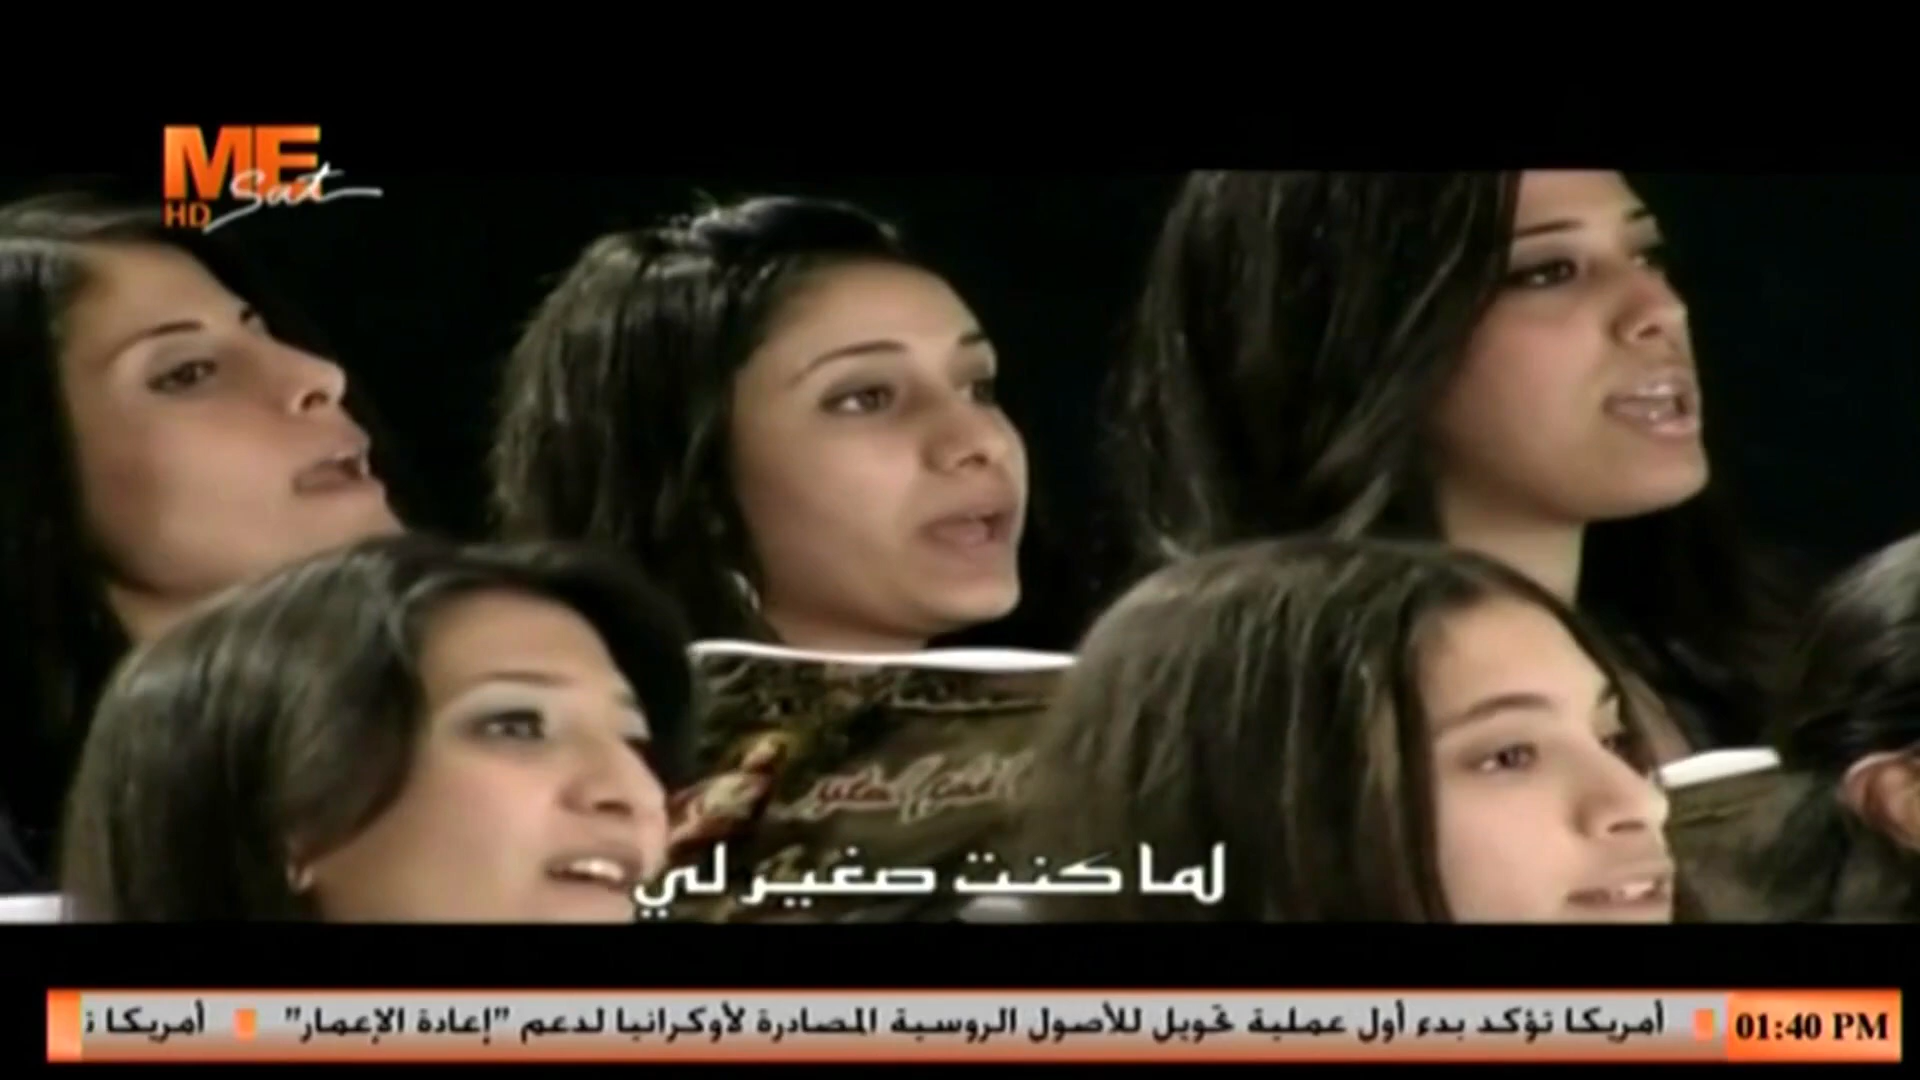 ME
Sat
HD
لما كنت صغير لي
أمريكا تؤكد بدء أول عملية تحويل للأصول الروسية المصادرة لأوكرانيا لدعم "إعادة الإعمار" أمريكا ت
01:40 PM